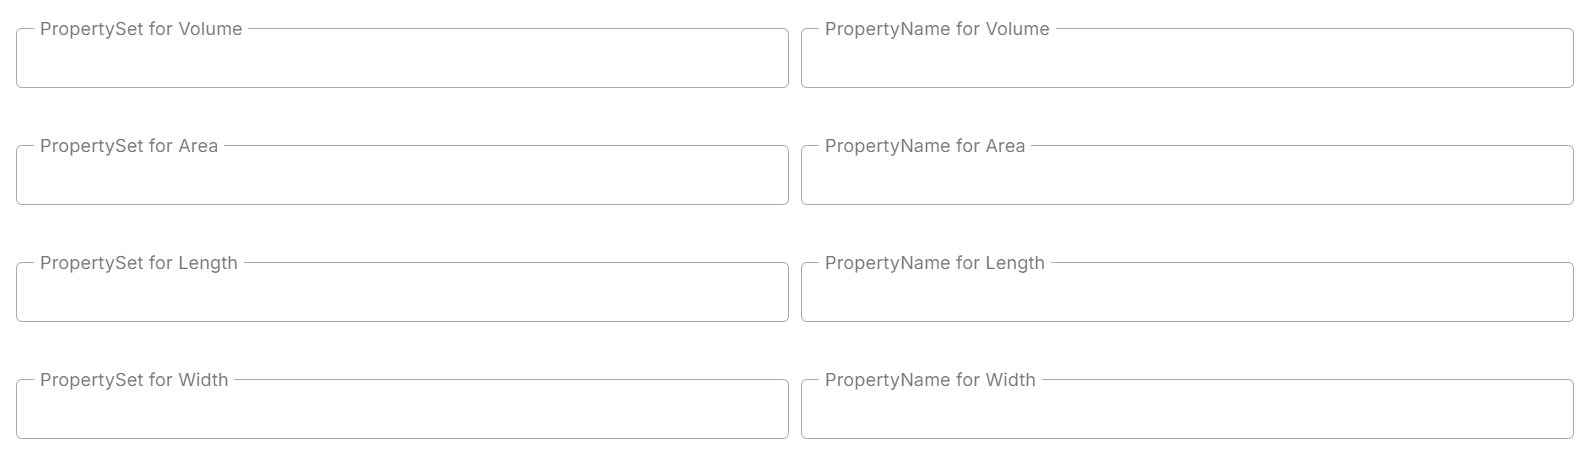 PropertySet for Volume
PropertyName for Volume
PropertySet for Area
PropertyName for Area
PropertySet for Length
PropertyName for Length
PropertySet for Width
PropertyName for Width